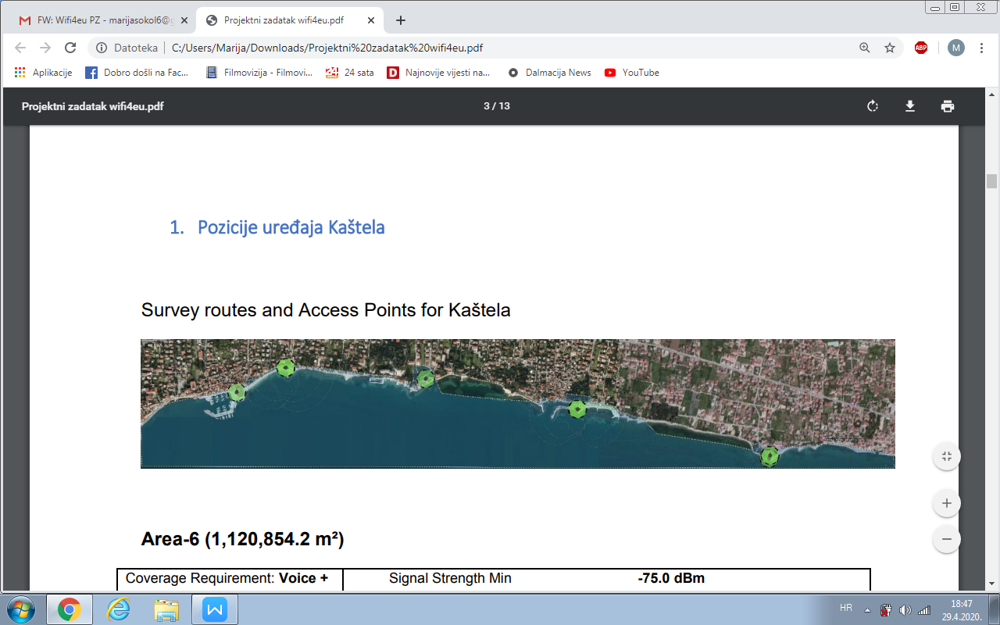 FW: Wifi4eu PZ - marijasokol6@g
Projektni zadatak wifi4eu.pdf
Datoteka
C:/Users/Marija/Downloads/Projektni%20zadatak%20wifi4eu.pdf
ABP
M
Aplikacije
Dobro došli na Fac...
Filmovizija - Filmovi...
24 sata
D
Najnovije vijesti na...
Dalmacija News
YouTube
Projektni zadatak wifi4eu.pdf
3 / 13
1. Pozicije uređaja Kaštela
Survey routes and Access Points for Kaštela
Area-6 (1,120,854.2 m²)
Coverage Requirement: Voice + Signal Strength Min -75.0 dBm
HR
18:47
29.4.2020.